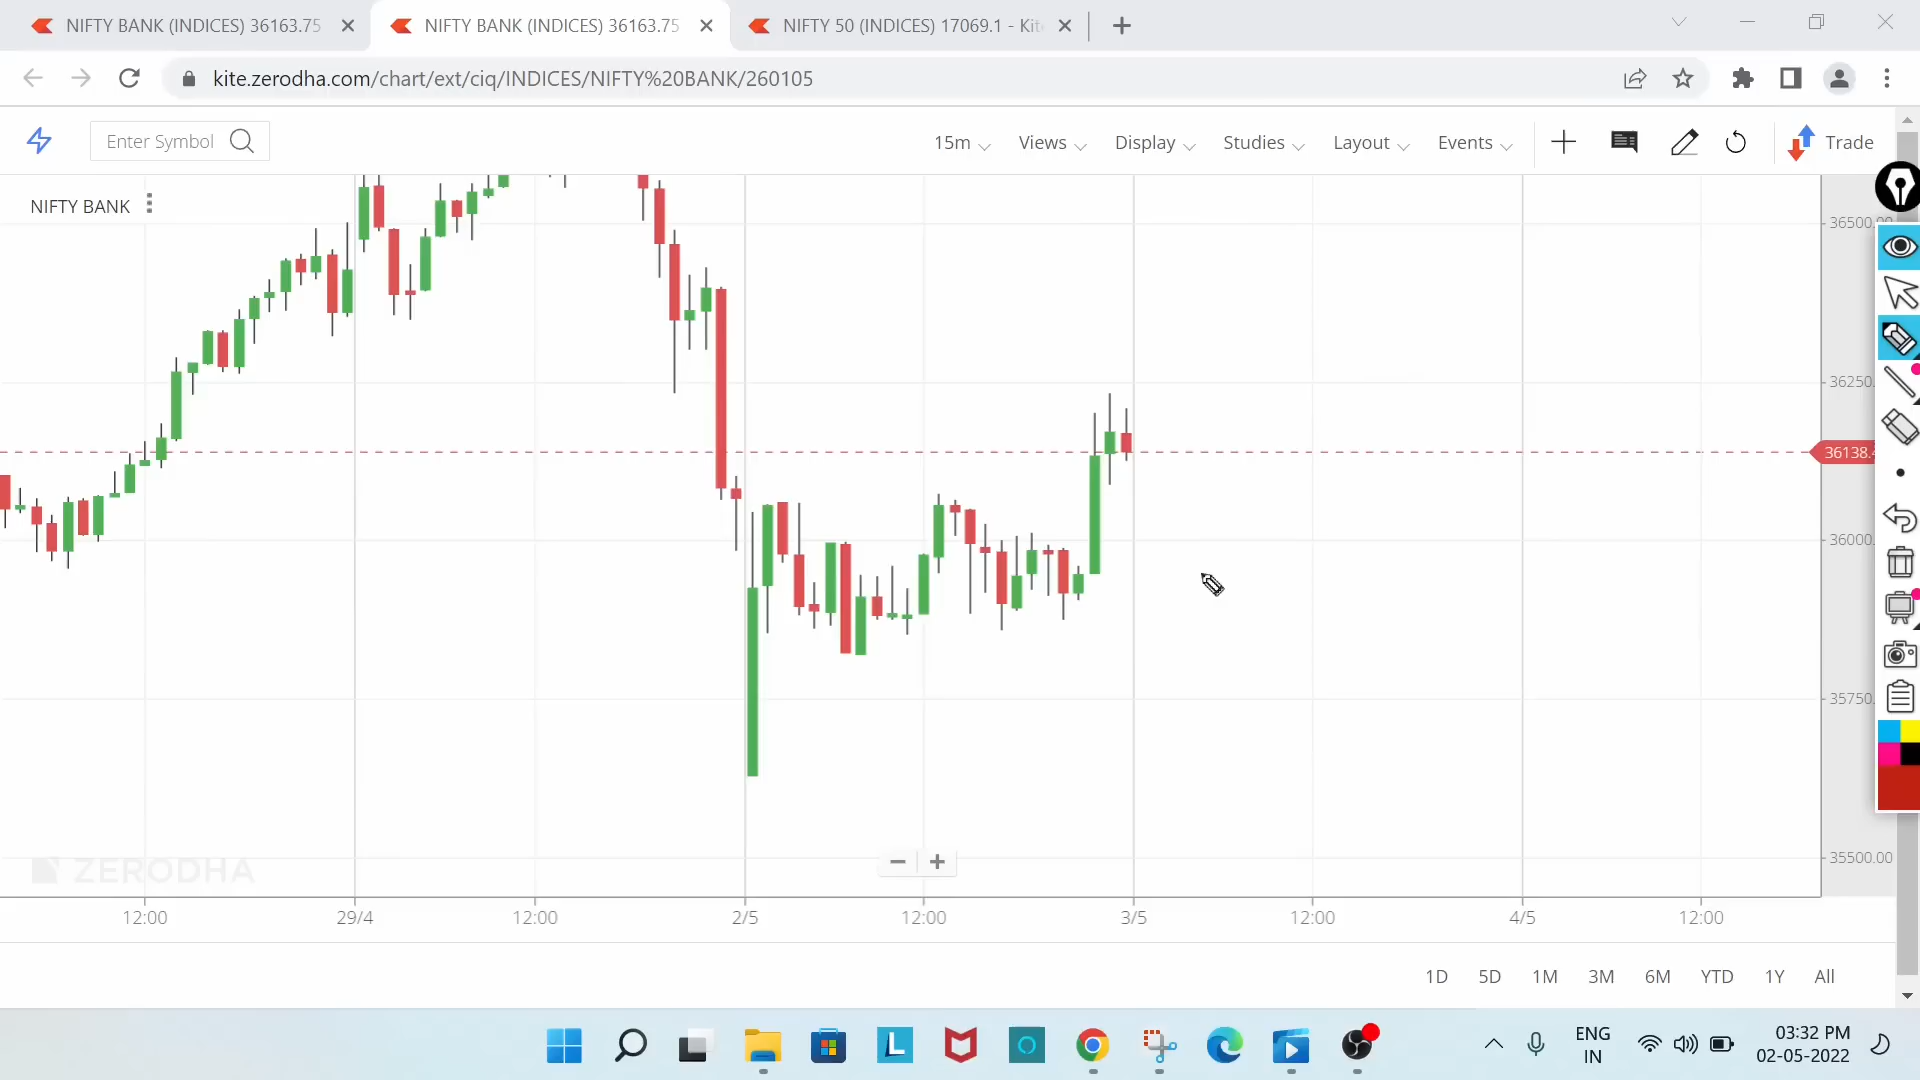 NIFTY BANK (INDICES) 36163.75
NIFTY BANK (INDICES) 36163.75
NIFTY 50 (INDICES) 17069.1 - Kit
kite.zerodha.com/chart/ext/ciq/INDICES/NIFTY%20BANK/260105
Enter Symbol
15m
Views
Display
Studies
Layout
Events
Trade
NIFTY BANK
36500.00
36250.
36138.4
36000.
35750.
35500.00
ZERODHA
12:00
29/4
12:00
2/5
12:00
3/5
12:00
4/5
12:00
1D 5D 1M 3M 6M YTD 1Y All
ENG
IN
03:32 PM
02-05-2022